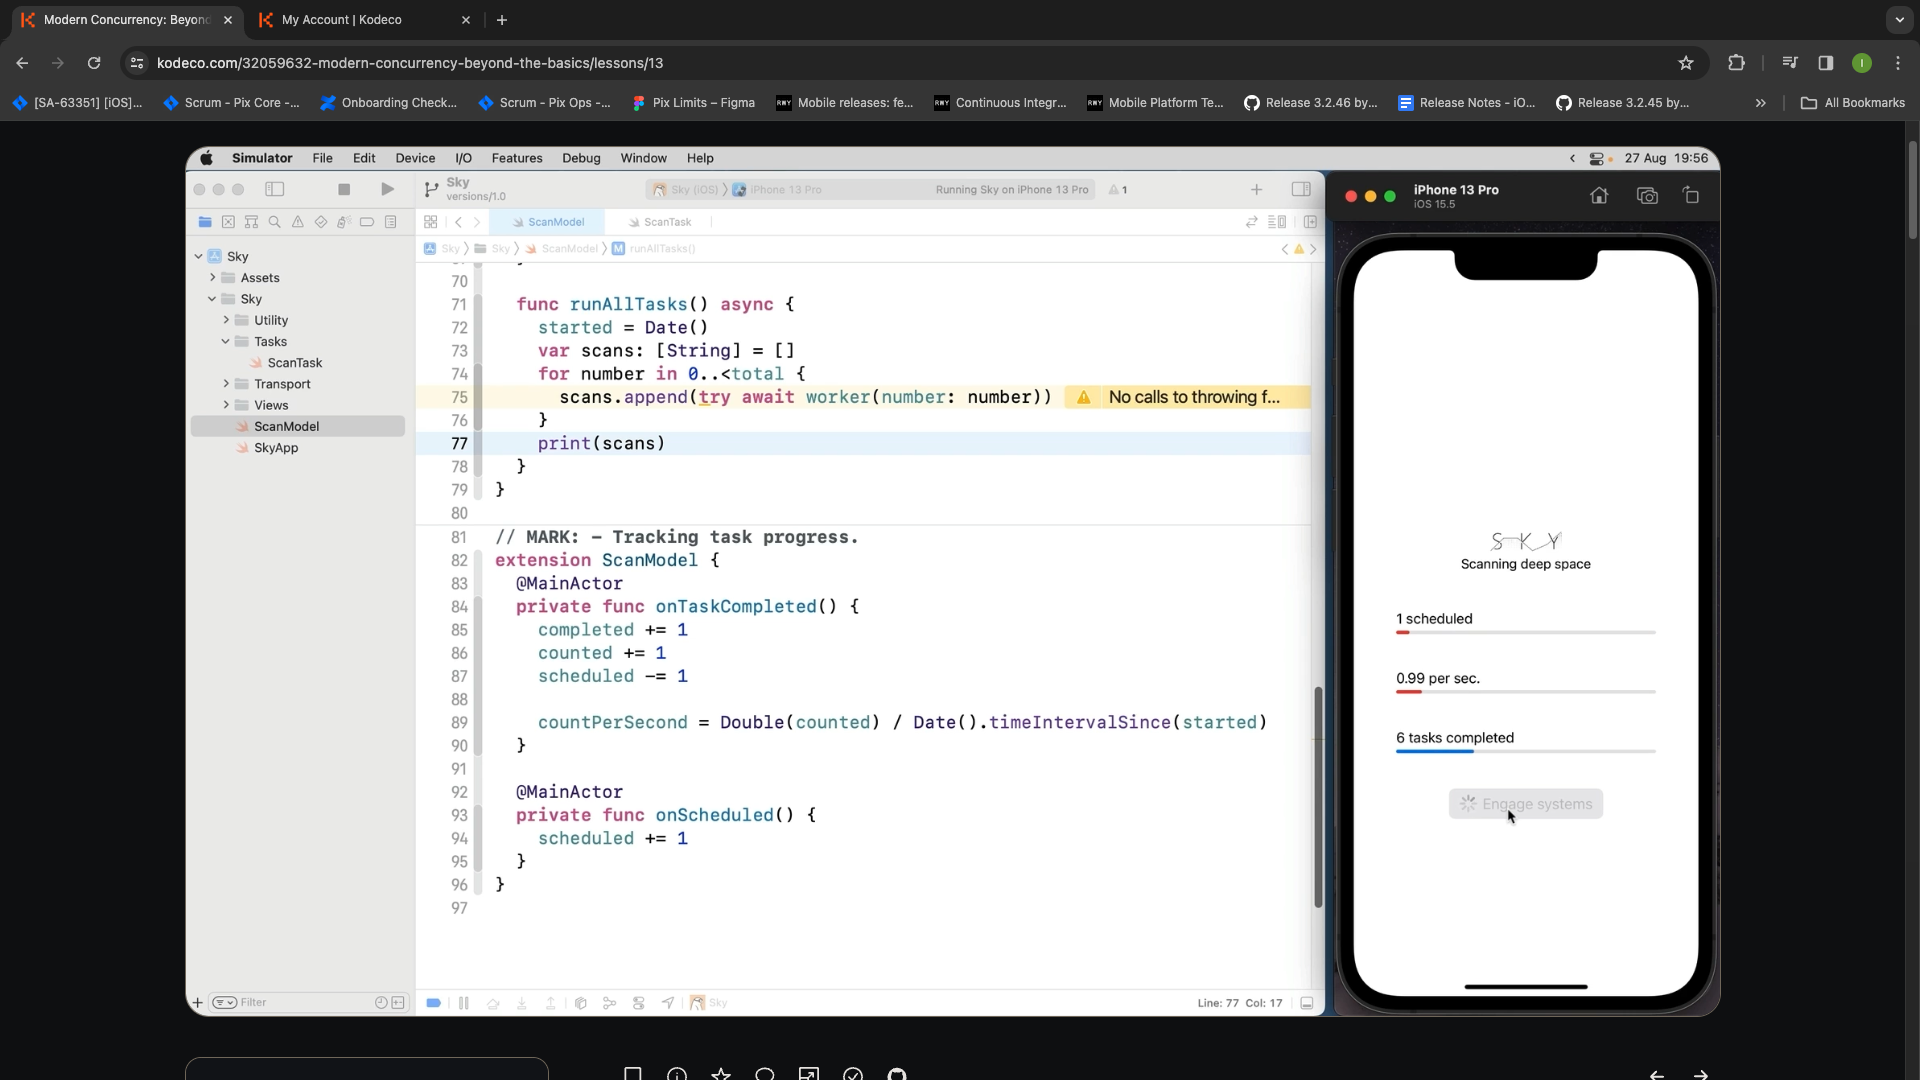 Modern Concurrency: Beyond
My Account | Kodeco
kodeco.com/32059632-modern-concurrency-beyond-the-basics/lessons/13
I
[SA-63351] [iOS]...
Scrum - Pix Core -...
Onboarding Check...
Scrum - Pix Ops -...
Pix Limits – Figma
RWY
Mobile releases: fe...
RWY
Continuous Integr...
RWY
Mobile Platform Te...
Release 3.2.46 by...
Release Notes - iO...
Release 3.2.45 by...
»
All Bookmarks
Simulator File Edit Device I/O Features Debug Window Help
27 Aug 19:56
Sky
versions/1.0
Sky (iOS) 〉 iPhone 13 Pro
Running Sky on iPhone 13 Pro
1
iPhone 13 Pro
iOS 15.5
ScanModel
ScanTask
Sky 〉 Sky 〉 ScanModel 〉 M runAllTasks()
Sky
Assets
Sky
Utility
Tasks
ScanTask
Transport
Views
ScanModel
SkyApp
Filter
70
71 func runAllTasks() async {
72 started = Date()
73 var scans: [String] = []
74 for number in 0..<total {
75 scans.append(try await worker(number: number)) No calls to throwing f...
76 }
77 print(scans)
78 }
79 }
80
81 // MARK: – Tracking task progress.
82 extension ScanModel {
83 @MainActor
84 private func onTaskCompleted() {
85 completed += 1
86 counted += 1
87 scheduled -= 1
88
89 countPerSecond = Double(counted) / Date().timeIntervalSince(started)
90 }
91
92 @MainActor
93 private func onScheduled() {
94 scheduled += 1
95 }
96 }
97
Sky
Line: 77 Col: 17
SKY
Scanning deep space
1 scheduled
0.99 per sec.
6 tasks completed
Engage systems